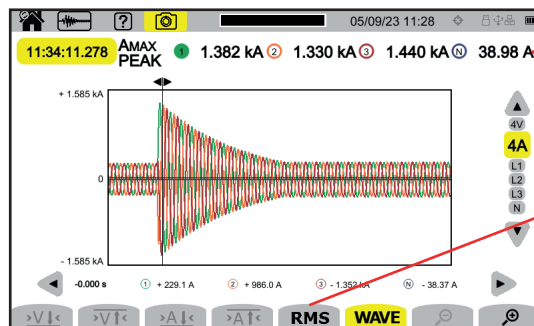 ? 05/09/23 11:28
11:34:11.278 AMAX PEAK 1 1.382 kA 2 1.330 kA 3 1.440 kA N 38.98 A
+ 1.585 kA
4V
4A
0
L1
L2
L3
N
- 1.585 kA
-0.000 s 1 + 229.1 A 2 + 986.0 A 3 - 1.352 kA N - 38.37 A
>V↓< >V↑< >A↓< >A↑< RMS WAVE